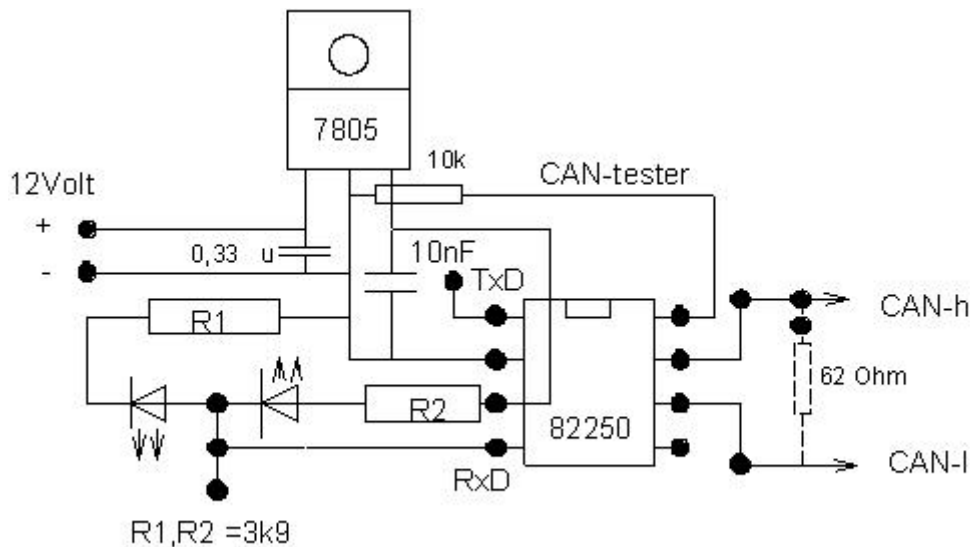 7805
10k
CAN-tester
12Volt
+
-
0,33 u
10nF
TxD
CAN-h
R1
62 Ohm
R2
82250
RxD
CAN-l
R1,R2 =3k9